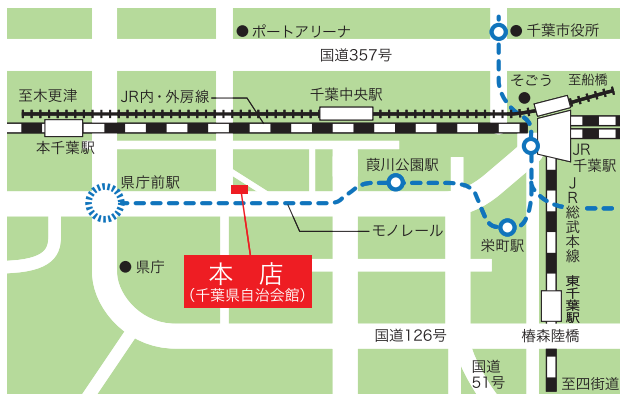 ポートアリーナ
千葉市役所
国道357号
そごう
至船橋
至木更津
JR内・外房線
千葉中央駅
本千葉駅
JR
千葉駅
葭川公園駅
県庁前駅
JR総武本線
モノレール
栄町駅
県庁
本 店
（千葉県自治会館）
東千葉駅
国道126号
椿森陸橋
国道
51号
至四街道